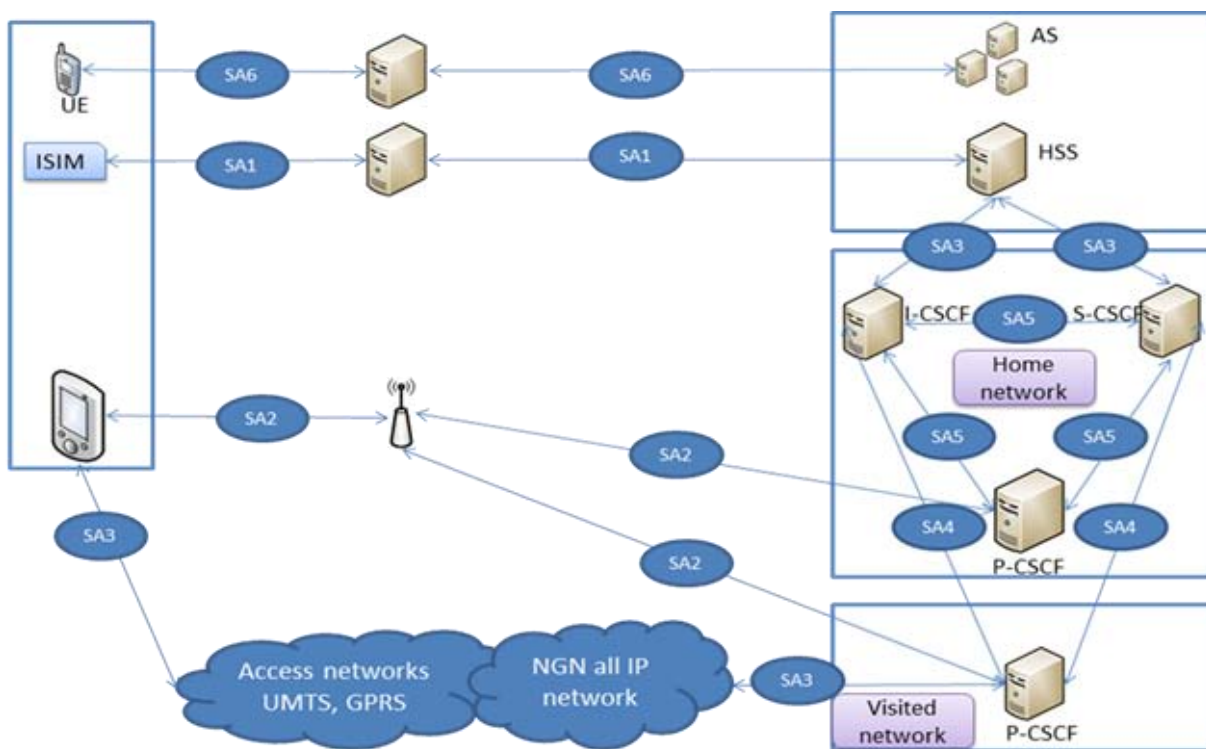 AS
SA6
SA6
UE
SA1
SA1
ISIM
HSS
SA3
SA3
I-CSCF
SA5
S-CSCF
Home
network
SA2
SA5
SA5
SA2
SA4
SA4
SA3
SA2
P-CSCF
Access networks
UMTS, GPRS
NGN all IP
network
SA3
Visited
network
P-CSCF